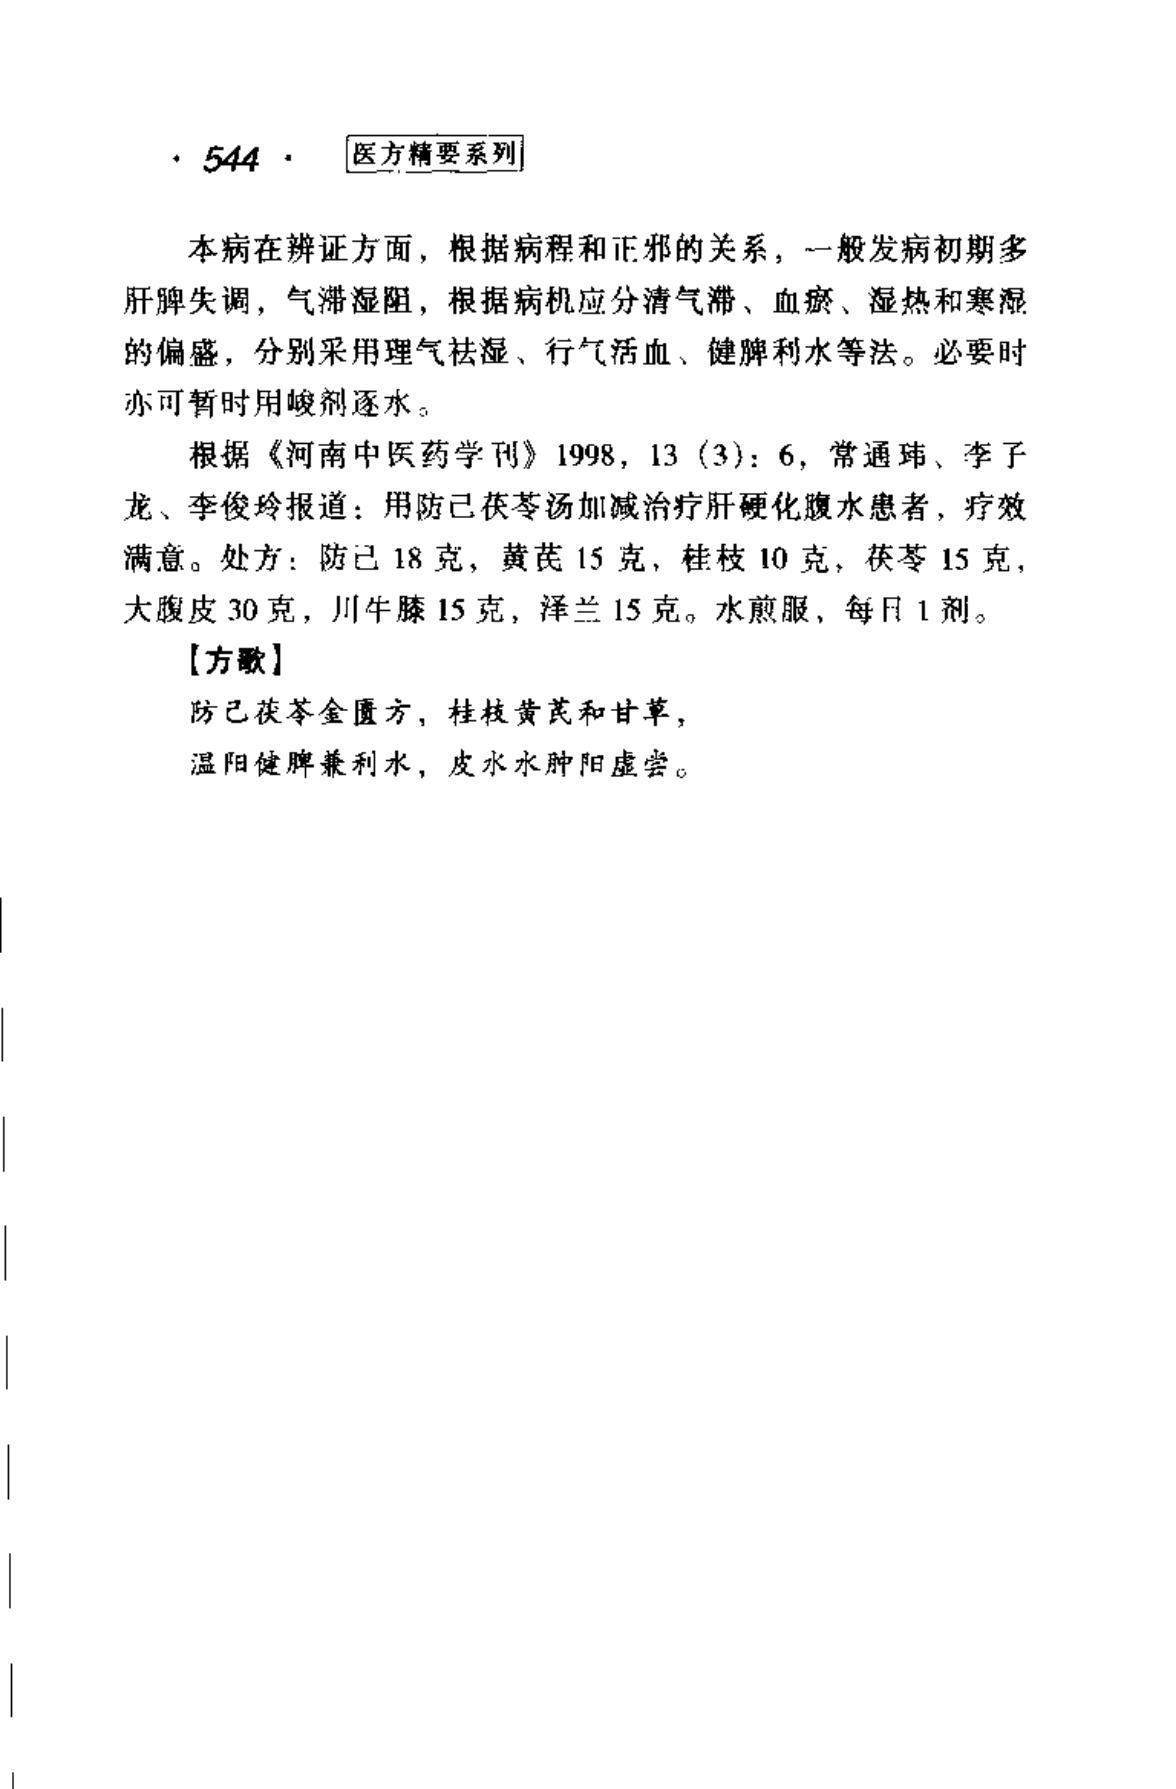 · 544 · 医方精要系列
本病在辨证方面，根据病程和正邪的关系，一般发病初期多
肝脾失调，气滞湿阻，根据病机应分清气滞、血瘀、湿热和寒湿
的偏盛，分别采用理气祛湿、行气活血、健脾利水等法。必要时
亦可暂时用峻剂逐水。
根据《河南中医药学刊》1998，13（3）：6，常通玮、李子
龙、李俊玲报道：用防己茯苓汤加减治疗肝硬化腹水患者，疗效
满意。处方：防己 18 克，黄芪 15 克，桂枝 10 克，茯苓 15 克，
大腹皮 30 克，川牛膝 15 克，泽兰 15 克。水煎服，每日 1 剂。
【方歌】
防己茯苓金匮方，桂枝黄芪和甘草，
温阳健脾兼利水，皮水水肿阳虚尝。